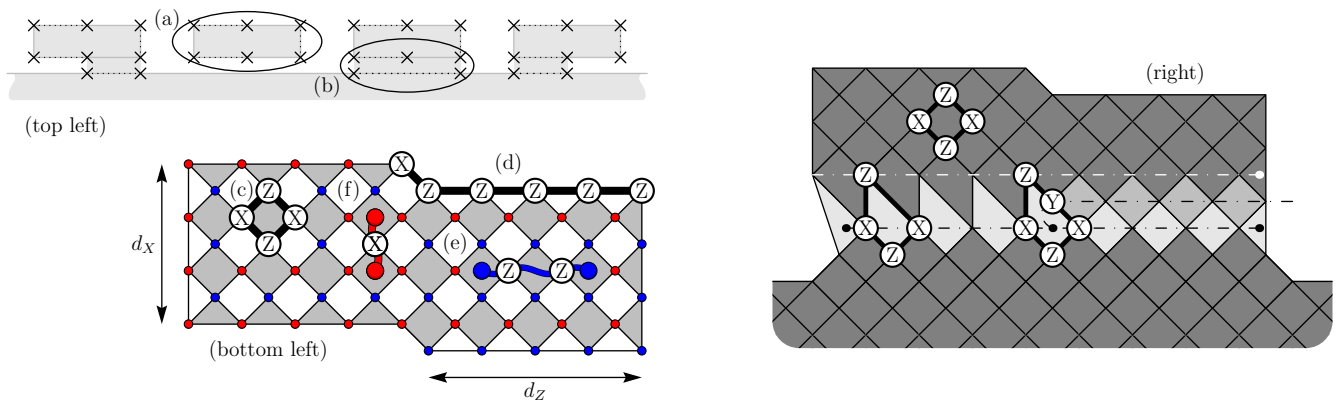 (a)
(b)
(top left)
(right)
Z
X X
Z
Z
Y
X X
Z
Z
X X
Z
X
(d)
Z Z Z Z Z
(c)
(f)
Z
X X
Z
X
(e)
Z Z
d_X
(bottom left)
d_Z